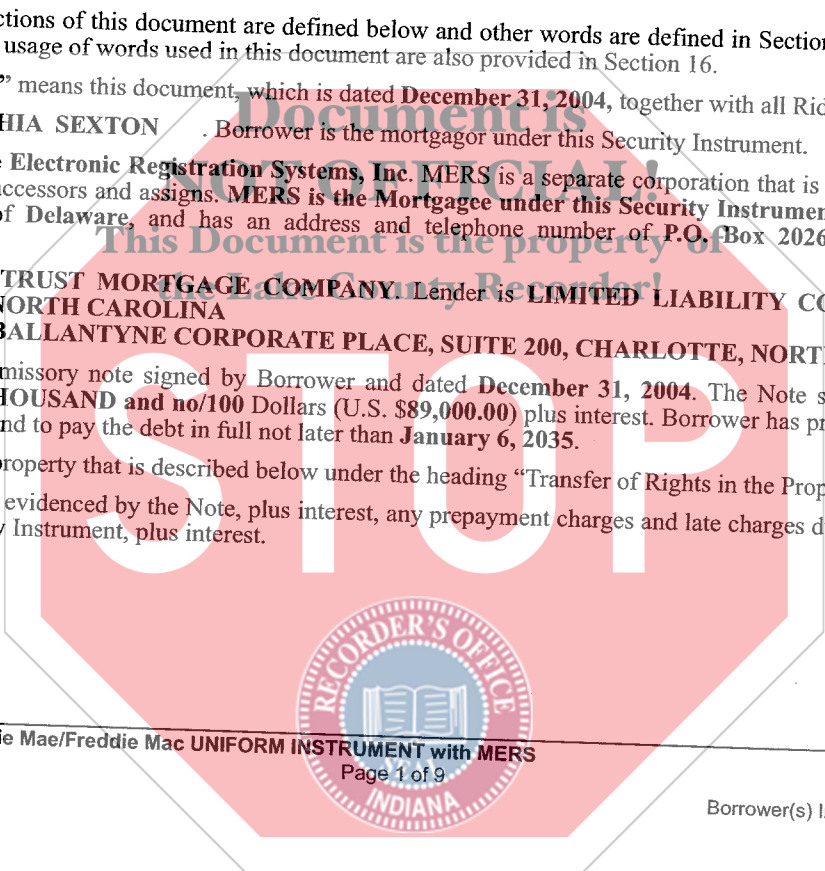 ctions of this document are defined below and other words are defined in Section
usage of words used in this document are also provided in Section 16.
” means this document, which is dated December 31, 2004, together with all Rid
HIA SEXTON . Borrower is the mortgagor under this Security Instrument.
Electronic Registration Systems, Inc. MERS is a separate corporation that is
uccessors and assigns. MERS is the Mortgagee under this Security Instrumen
of Delaware, and has an address and telephone number of P.O. Box 2026
TRUST MORTGAGE COMPANY. Lender is LIMITED LIABILITY CO
NORTH CAROLINA
BALLANTYNE CORPORATE PLACE, SUITE 200, CHARLOTTE, NORT
missory note signed by Borrower and dated December 31, 2004. The Note s
HOUSAND and no/100 Dollars (U.S. $89,000.00) plus interest. Borrower has pr
nd to pay the debt in full not later than January 6, 2035.
roperty that is described below under the heading “Transfer of Rights in the Prop
evidenced by the Note, plus interest, any prepayment charges and late charges d
y Instrument, plus interest.
Document is
NOT OFFICIAL!
This Document is the property of
the Lake County Recorder!
STOP
RECORDER'S OFFICE
SEAL
INDIANA
ie Mae/Freddie Mac UNIFORM INSTRUMENT with MERS
Page 1 of 9
Borrower(s) I